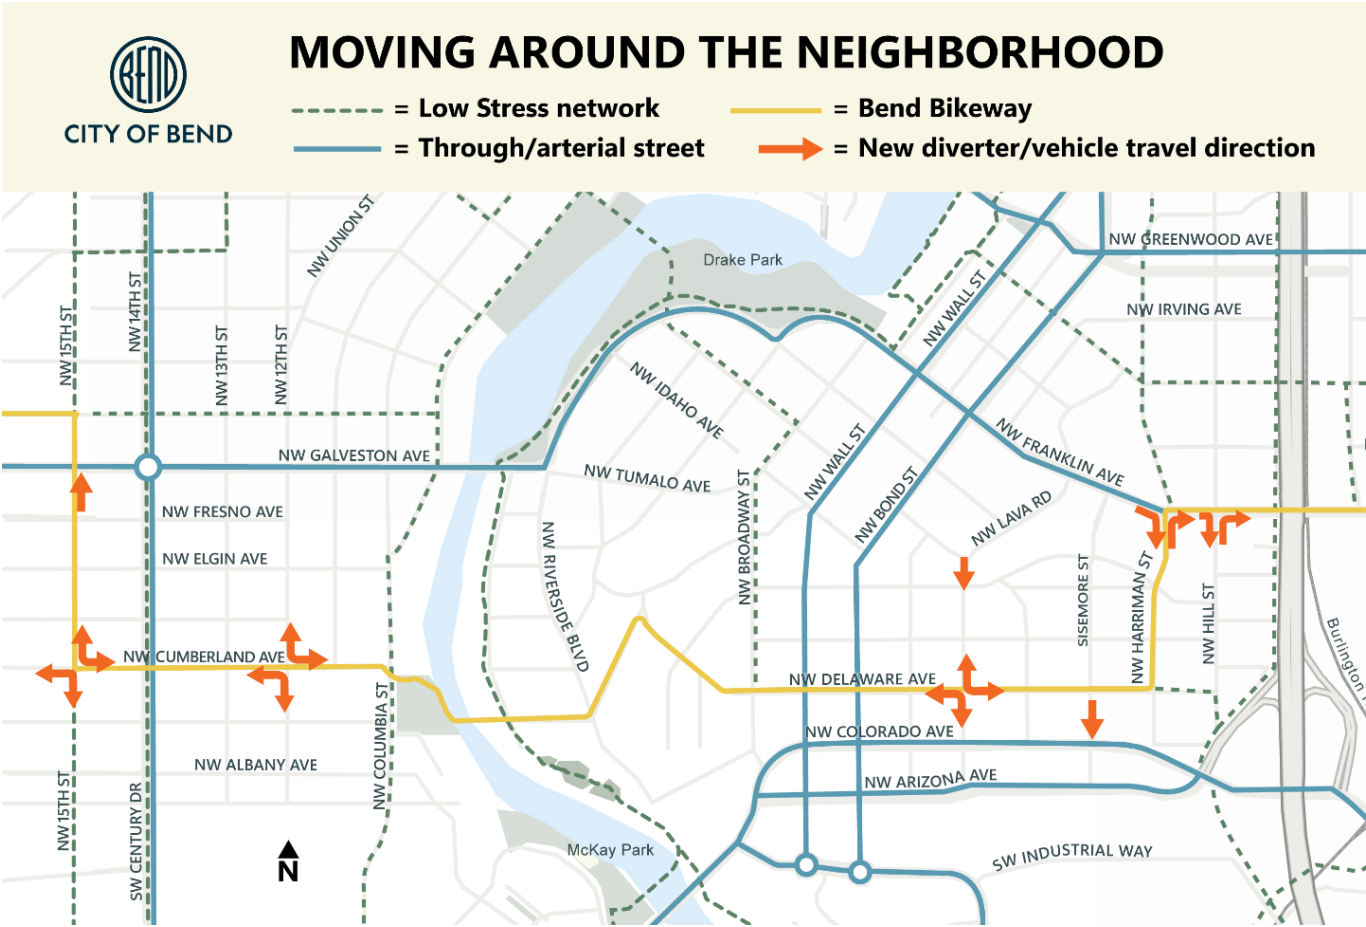 BEND
CITY OF BEND
MOVING AROUND THE NEIGHBORHOOD
= Low Stress network
= Bend Bikeway
= Through/arterial street
= New diverter/vehicle travel direction
NW UNION ST
NW GREENWOOD AVE
Drake Park
NW 14TH ST
NW WALL ST
NW IRVING AVE
NW 15TH ST
NW 13TH ST
NW 12TH ST
NW IDAHO AVE
NW GALVESTON AVE
NW WALL ST
NW FRANKLIN AVE
NW TUMALO AVE
NW BROADWAY ST
NW BOND ST
NW FRESNO AVE
NW LAVA RD
NW ELGIN AVE
NW RIVERSIDE BLVD
SISEMORE ST
NW HARRIMAN ST
NW HILL ST
Burlington
NW CUMBERLAND AVE
NW DELAWARE AVE
NW COLUMBIA ST
NW COLORADO AVE
NW ALBANY AVE
NW ARIZONA AVE
NW 15TH ST
SW CENTURY DR
McKay Park
SW INDUSTRIAL WAY
N